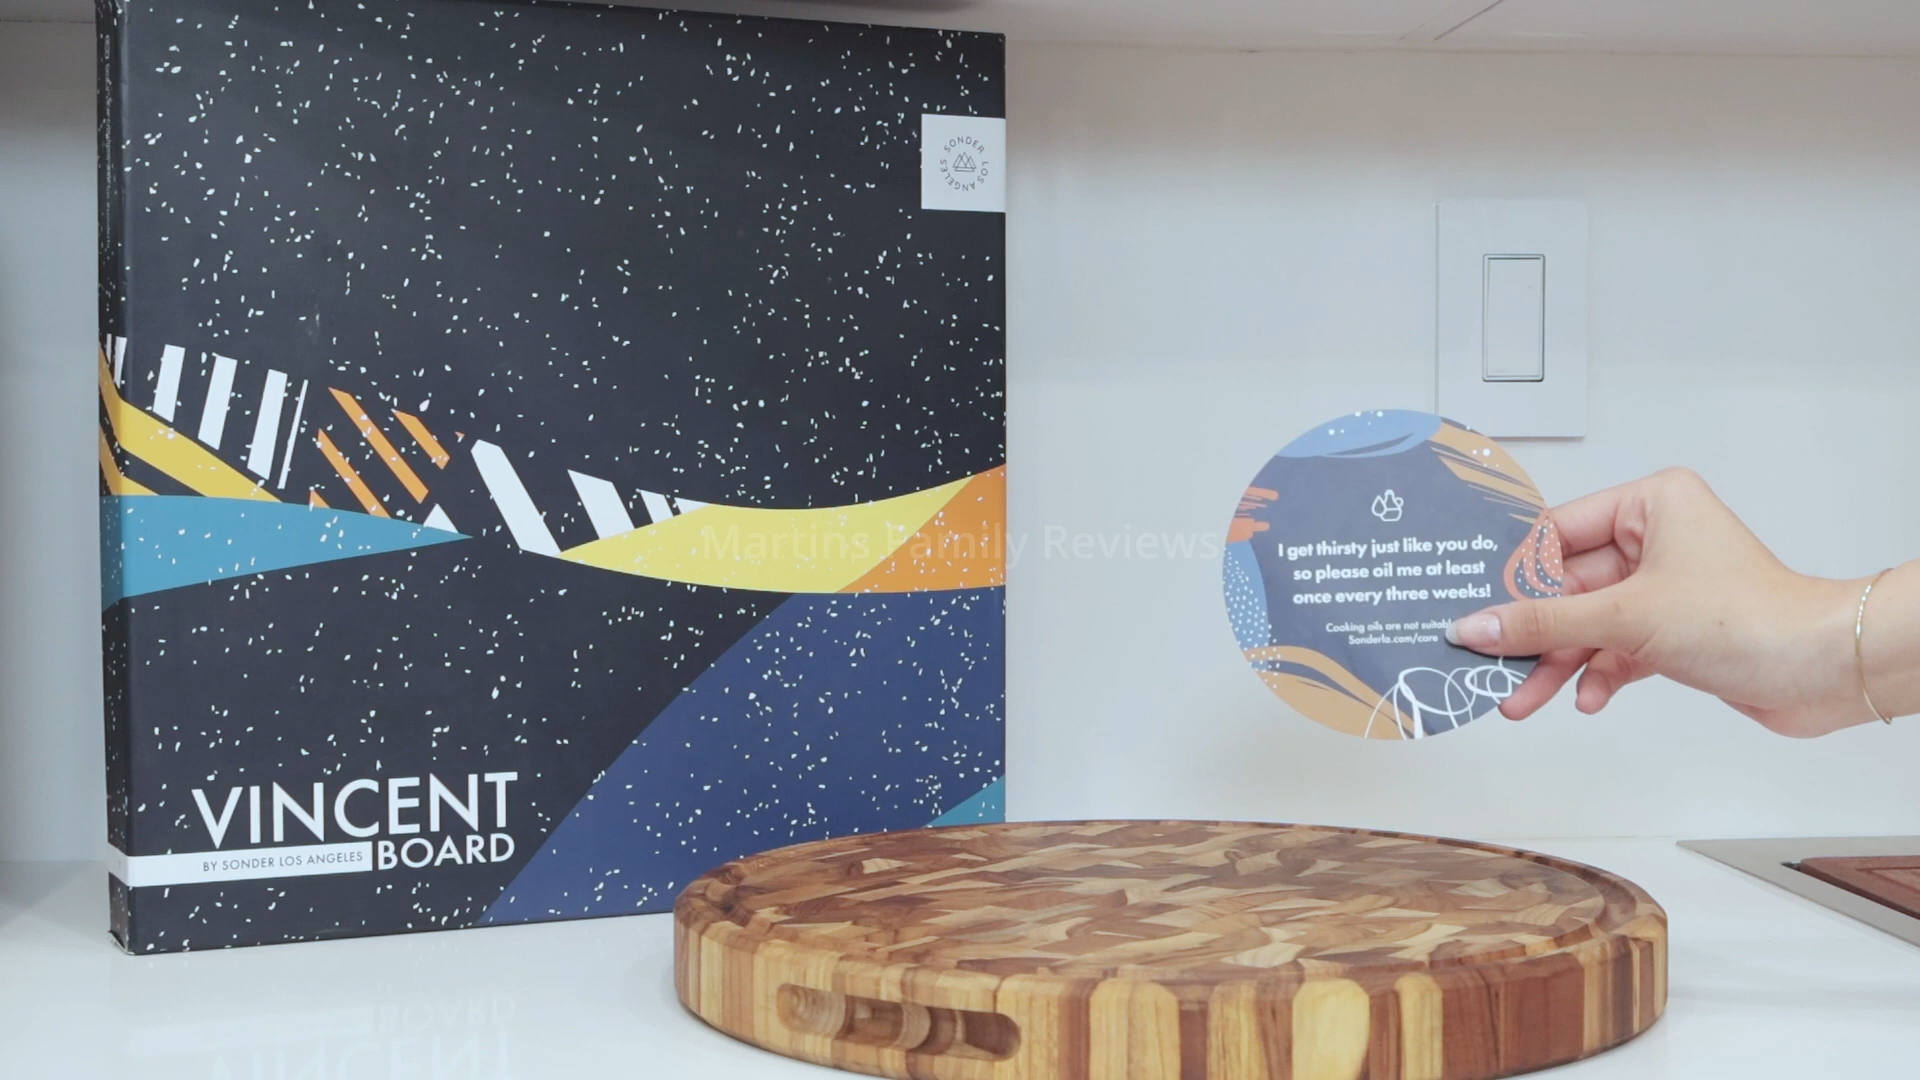 SONDER LOS ANGELES
VINCENT
BY SONDER LOS ANGELES
BOARD
Martins Family Reviews
I get thirsty just like you do,
so please oil me at least
once every three weeks!
Cooking oils are not
Sonderla.com/care